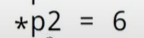 *p2 = 6